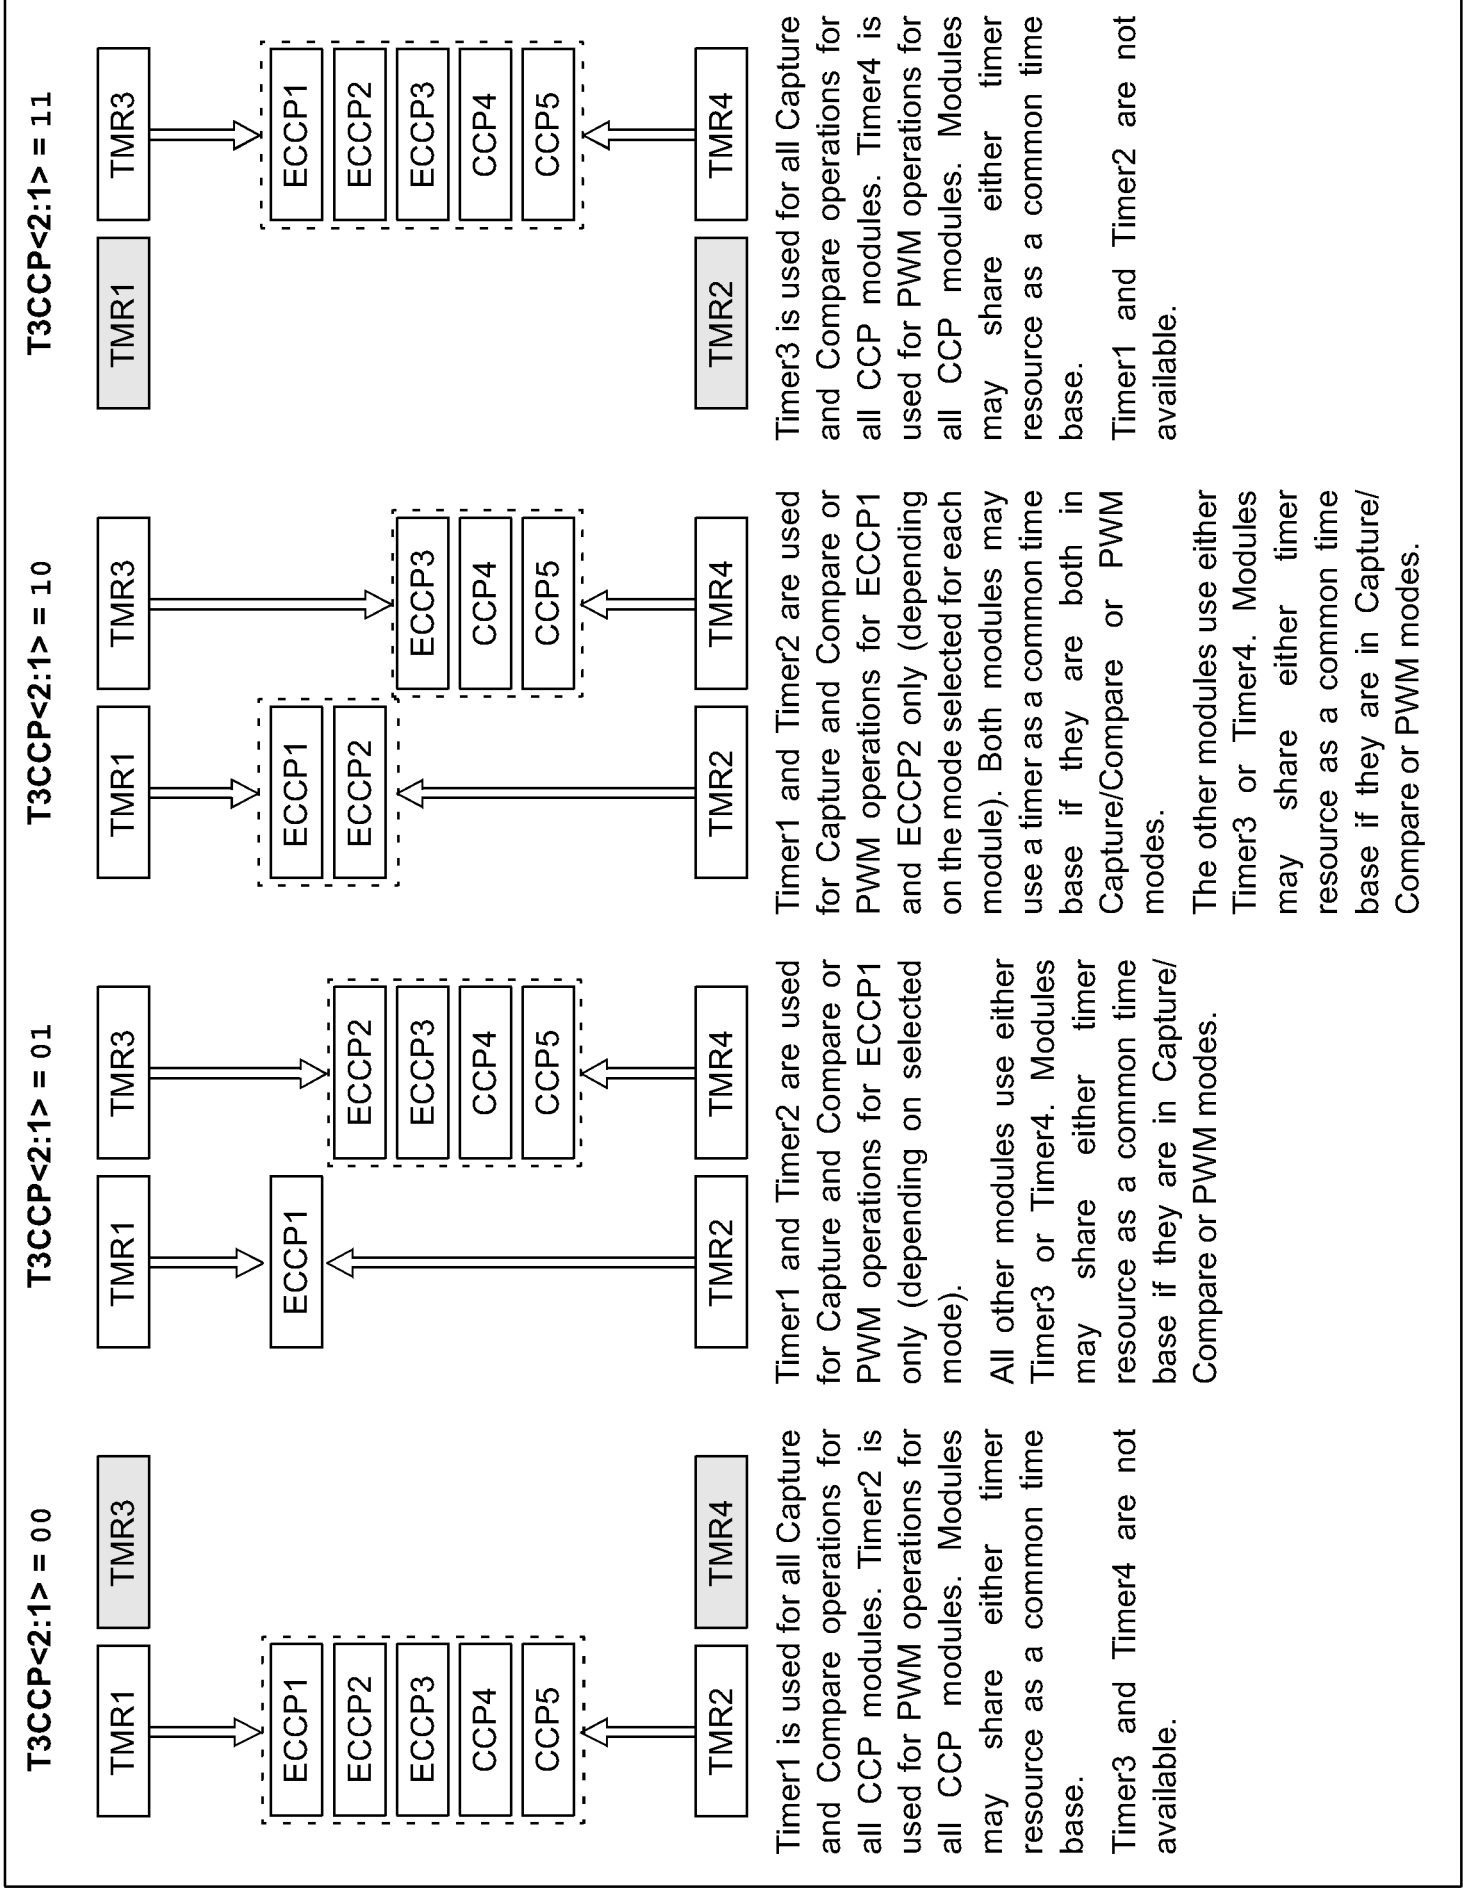 T3CCP<2:1> = 00
TMR1
TMR3
ECCP1
ECCP2
ECCP3
CCP4
CCP5
TMR2
TMR4
Timer1 is used for all Capture
and Compare operations for
all CCP modules. Timer2 is
used for PWM operations for
all CCP modules. Modules
may share either timer
resource as a common time
base.
Timer3 and Timer4 are not
available.
T3CCP<2:1> = 01
TMR1
TMR3
ECCP1
ECCP2
ECCP3
CCP4
CCP5
TMR2
TMR4
Timer1 and Timer2 are used
for Capture and Compare or
PWM operations for ECCP1
only (depending on selected
mode).
All other modules use either
Timer3 or Timer4. Modules
may share either timer
resource as a common time
base if they are in Capture/
Compare or PWM modes.
T3CCP<2:1> = 10
TMR1
TMR3
ECCP1
ECCP2
ECCP3
CCP4
CCP5
TMR2
TMR4
Timer1 and Timer2 are used
for Capture and Compare or
PWM operations for ECCP1
and ECCP2 only (depending
on the mode selected for each
module). Both modules may
use a timer as a common time
base if they are both in
Capture/Compare or PWM
modes.
The other modules use either
Timer3 or Timer4. Modules
may share either timer
resource as a common time
base if they are in Capture/
Compare or PWM modes.
T3CCP<2:1> = 11
TMR1
TMR3
ECCP1
ECCP2
ECCP3
CCP4
CCP5
TMR2
TMR4
Timer3 is used for all Capture
and Compare operations for
all CCP modules. Timer4 is
used for PWM operations for
all CCP modules. Modules
may share either timer
resource as a common time
base.
Timer1 and Timer2 are not
available.